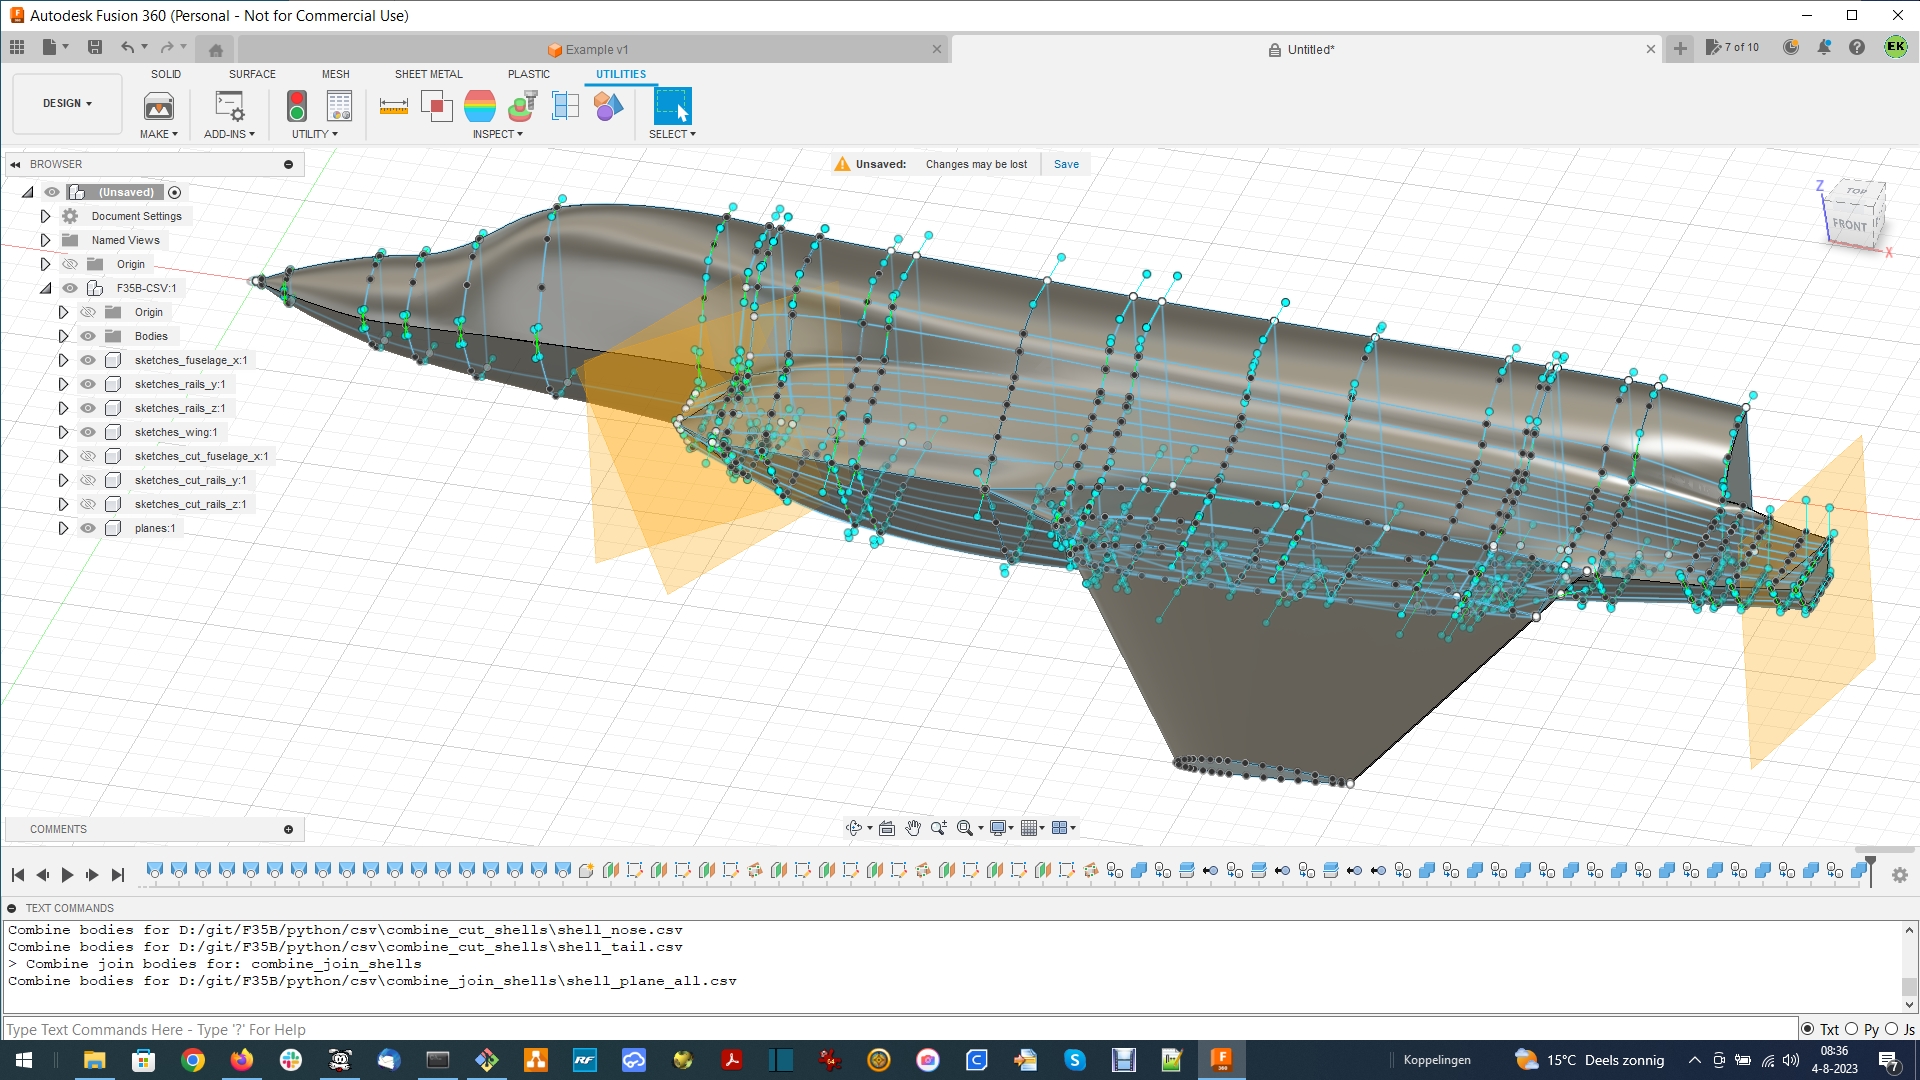 Autodesk Fusion 360 (Personal - Not for Commercial Use)
Example v1
Untitled*
7 of 10
EK
DESIGN
SOLID
SURFACE
MESH
SHEET METAL
PLASTIC
UTILITIES
MAKE
ADD-INS
UTILITY
INSPECT
SELECT
BROWSER
Unsaved:
Changes may be lost
Save
(Unsaved)
Document Settings
Named Views
Origin
F35B-CSV:1
Origin
Bodies
sketches_fuselage_x:1
sketches_rails_y:1
sketches_rails_z:1
sketches_wing:1
sketches_cut_fuselage_x:1
sketches_cut_rails_y:1
sketches_cut_rails_z:1
planes:1
Z
TOP
FRONT
X
COMMENTS
TEXT COMMANDS
Combine bodies for D:/git/F35B/python/csv\combine_cut_shells\shell_nose.csv
Combine bodies for D:/git/F35B/python/csv\combine_cut_shells\shell_tail.csv
> Combine join bodies for: combine_join_shells
Combine bodies for D:/git/F35B/python/csv\combine_join_shells\shell_plane_all.csv
Type Text Commands Here - Type '?' For Help
Txt
Py
Js
RF
Koppelingen
15°C Deels zonnig
08:36
4-8-2023
7